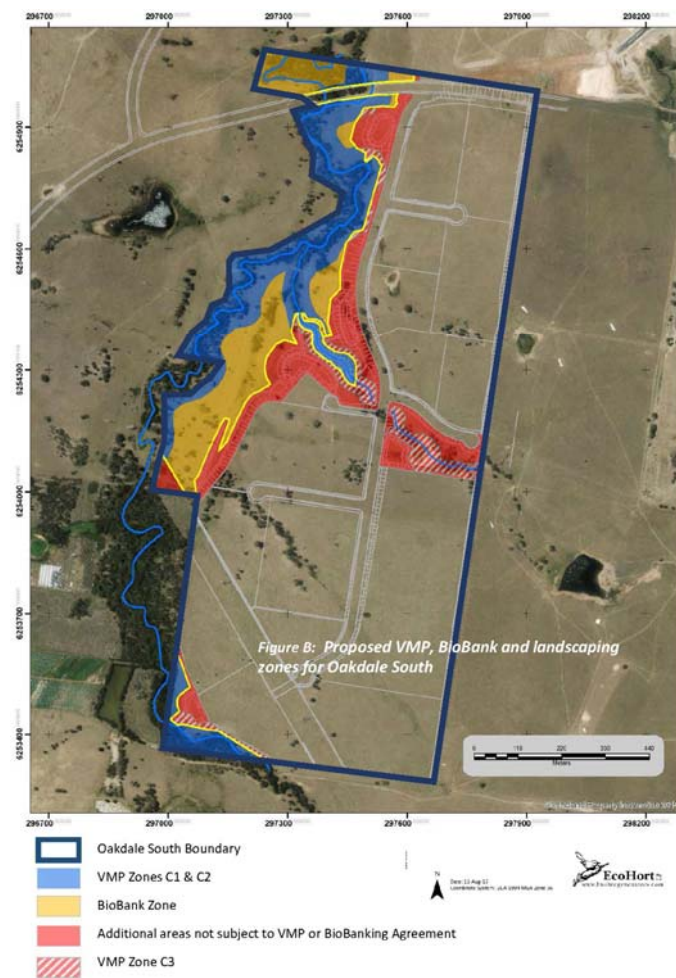 296700 297000 297300 297600 297900 298200
6254900
6254600
6254300
6254000
6253700
6253400
Figure B: Proposed VMP, BioBank and landscaping
zones for Oakdale South
0 110 220 330 440
Meters
296700 297000 297300 297600 297900 298200
Oakdale South Boundary
VMP Zones C1 & C2
BioBank Zone
Additional areas not subject to VMP or BioBanking Agreement
VMP Zone C3
N
EcoHort